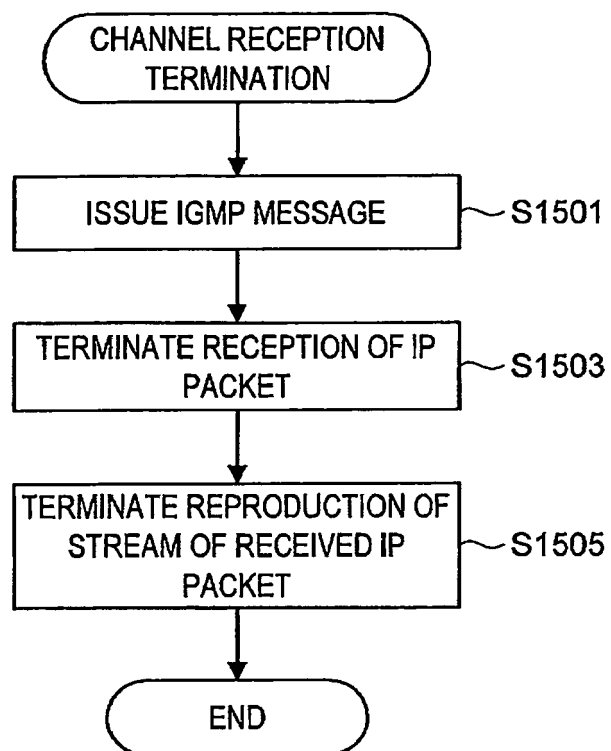 CHANNEL RECEPTION
TERMINATION
ISSUE IGMP MESSAGE
S1501
TERMINATE RECEPTION OF IP
PACKET
S1503
TERMINATE REPRODUCTION OF
STREAM OF RECEIVED IP
PACKET
S1505
END